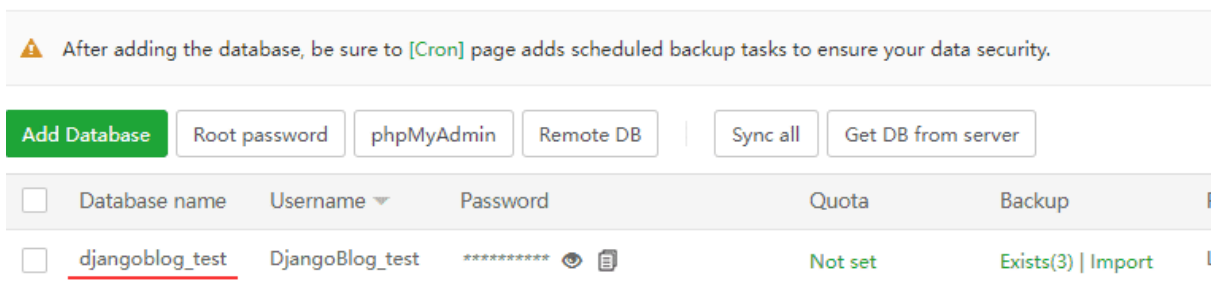 After adding the database, be sure to [Cron] page adds scheduled backup tasks to ensure your data security.
Add Database Root password phpMyAdmin Remote DB Sync all Get DB from server
Database name Username Password Quota Backup
djangoblog_test DjangoBlog_test ********** Not set Exists(3) | Import